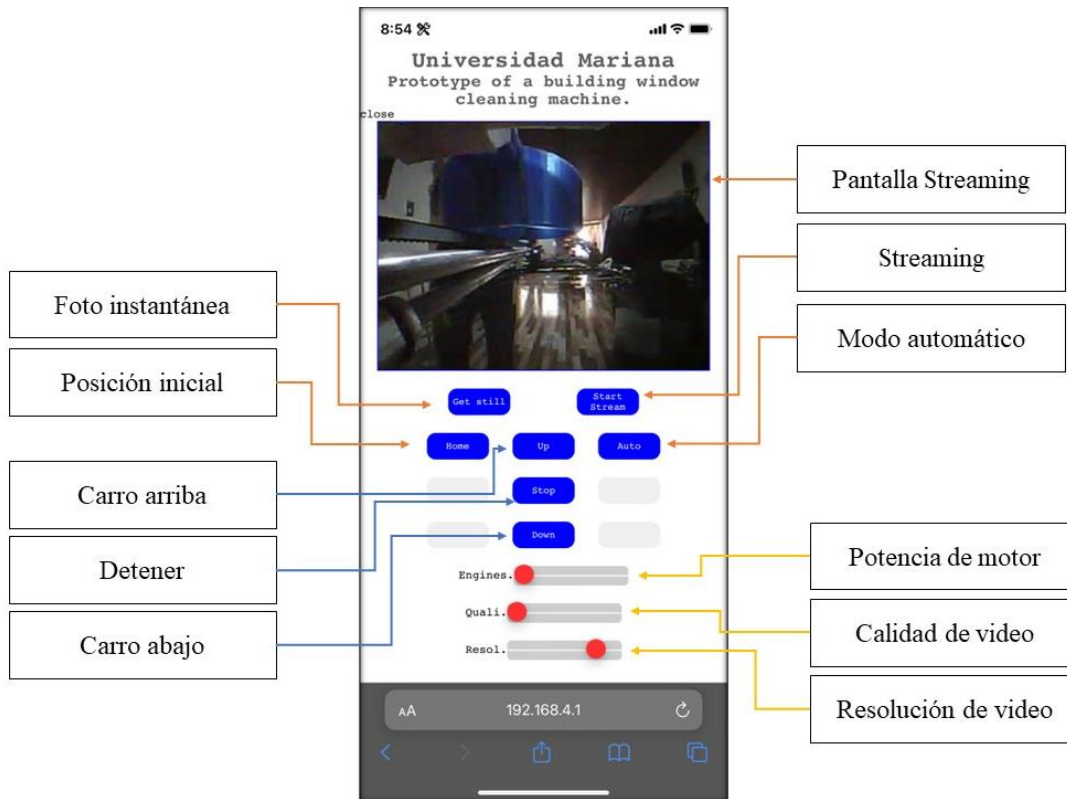 8:54
Universidad Mariana
Prototype of a building window
cleaning machine.
close
Pantalla Streaming
Streaming
Foto instantánea
Modo automático
Posición inicial
Get still
Start
Stream
Home
Up
Auto
Carro arriba
Stop
Detener
Down
Carro abajo
Engines.
Potencia de motor
Quali.
Calidad de video
Resol.
Resolución de video
AA
192.168.4.1